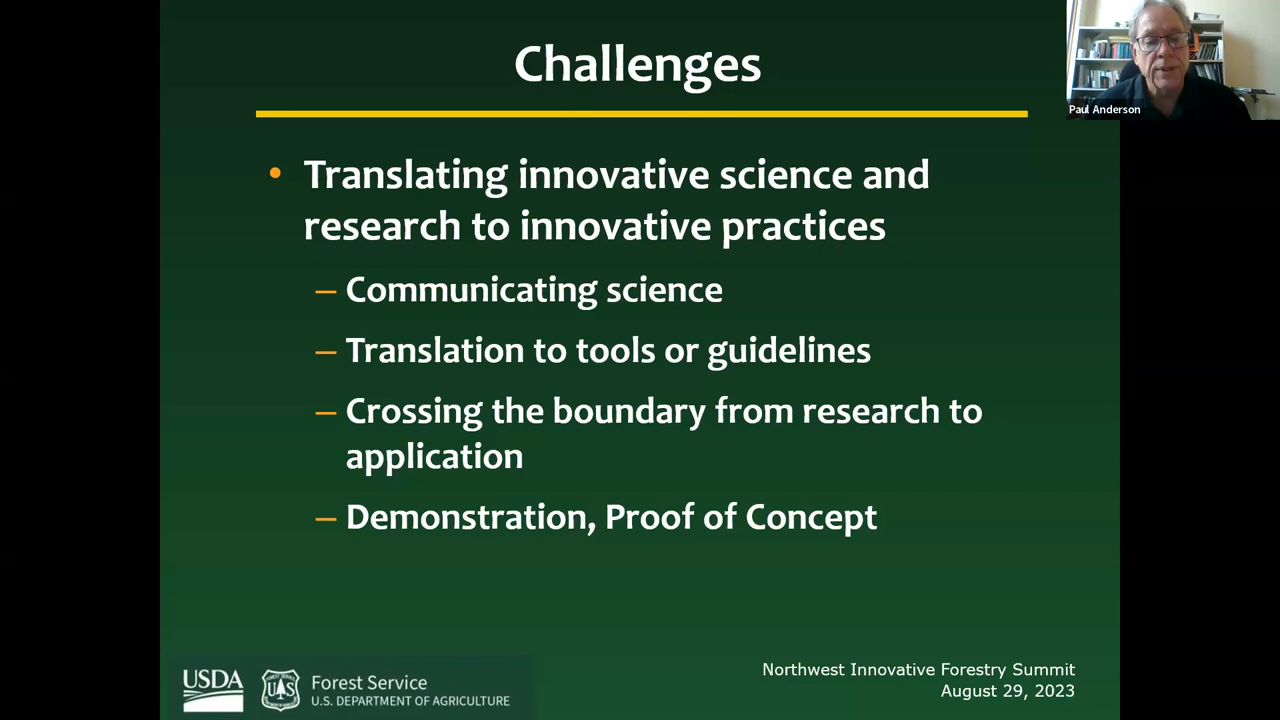 Challenges
Paul Anderson
• Translating innovative science and
research to innovative practices
– Communicating science
– Translation to tools or guidelines
– Crossing the boundary from research to
application
– Demonstration, Proof of Concept
USDA
Forest Service
U.S. DEPARTMENT OF AGRICULTURE
FOREST SERVICE
U S
Northwest Innovative Forestry Summit
August 29, 2023